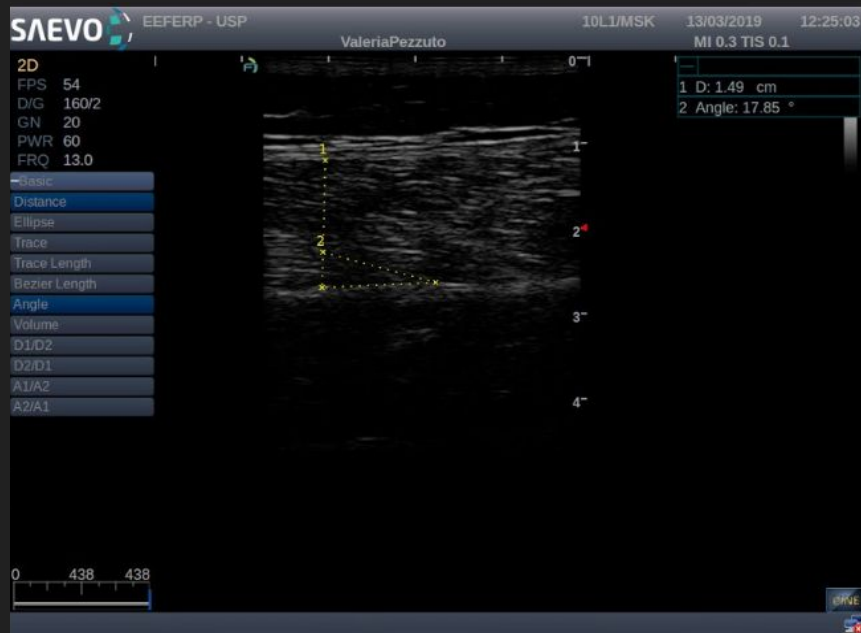 SAEVO EEFERP - USP 10L1/MSK 13/03/2019 12:25:03
ValeriaPezzuto MI 0.3 TIS 0.1
2D
FPS 54
D/G 160/2
GN 20
PWR 60
FRQ 13.0
Basic
Distance
Ellipse
Trace
Trace Length
Bezier Length
Angle
Volume
D1/D2
D2/D1
A1/A2
A2/A1
1 D: 1.49 cm
2 Angle: 17.85 °
0
1
2
3
4
1
2
0 438 438
CINE